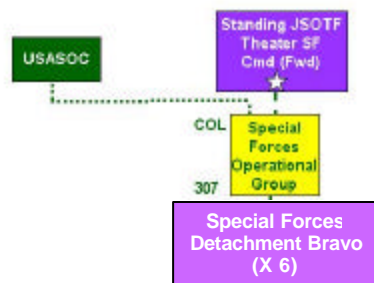 Standing JSOTF
Theater SF
Cmd (Fwd)
USASOC
COL
Special
Forces
Operational
Group
307
Special Forces
Detachment Bravo
(X 6)